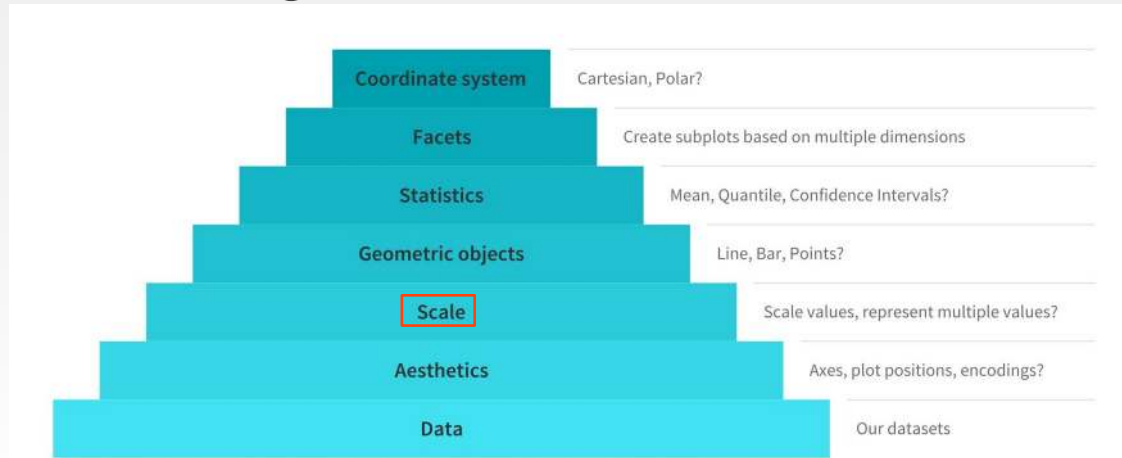 Coordinate system
Cartesian, Polar?
Facets
Create subplots based on multiple dimensions
Statistics
Mean, Quantile, Confidence Intervals?
Geometric objects
Line, Bar, Points?
Scale
Scale values, represent multiple values?
Aesthetics
Axes, plot positions, encodings?
Data
Our datasets